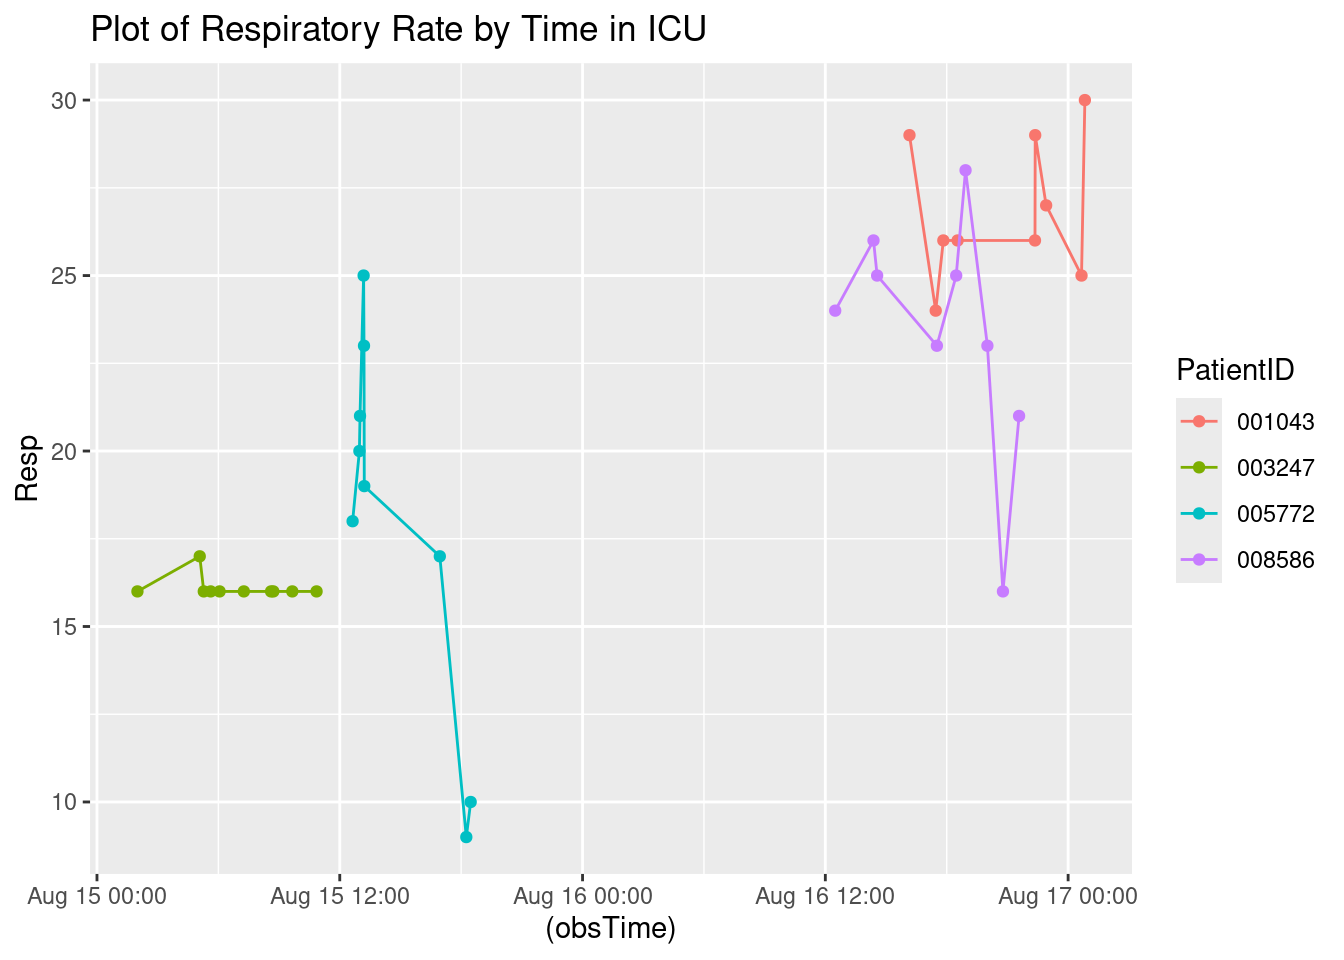 Plot of Respiratory Rate by Time in ICU
30
25
20
15
10
Resp
Aug 15 00:00
Aug 15 12:00
Aug 16 00:00
Aug 16 12:00
Aug 17 00:00
(obsTime)
PatientID
001043
003247
005772
008586